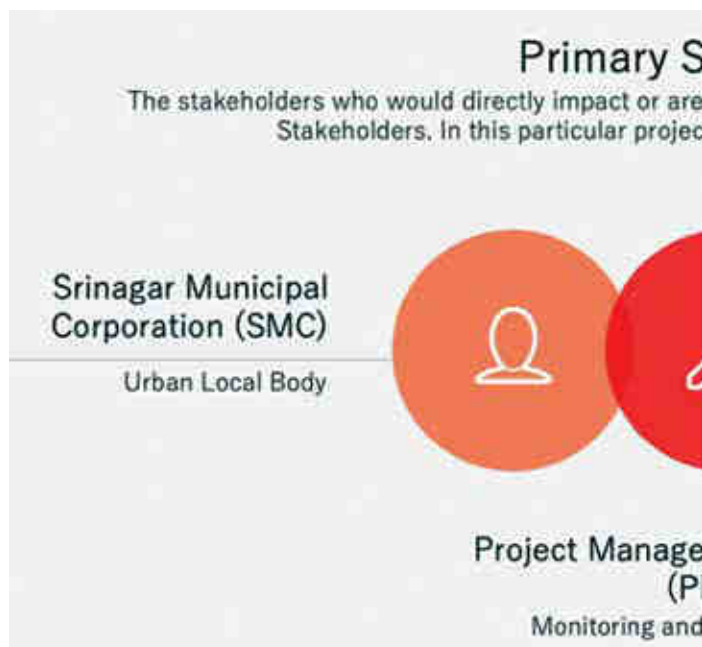 Primary S
The stakeholders who would directly impact or are
Stakeholders. In this particular projec
Srinagar Municipal
Corporation (SMC)
Urban Local Body
Project Manage
(P
Monitoring and